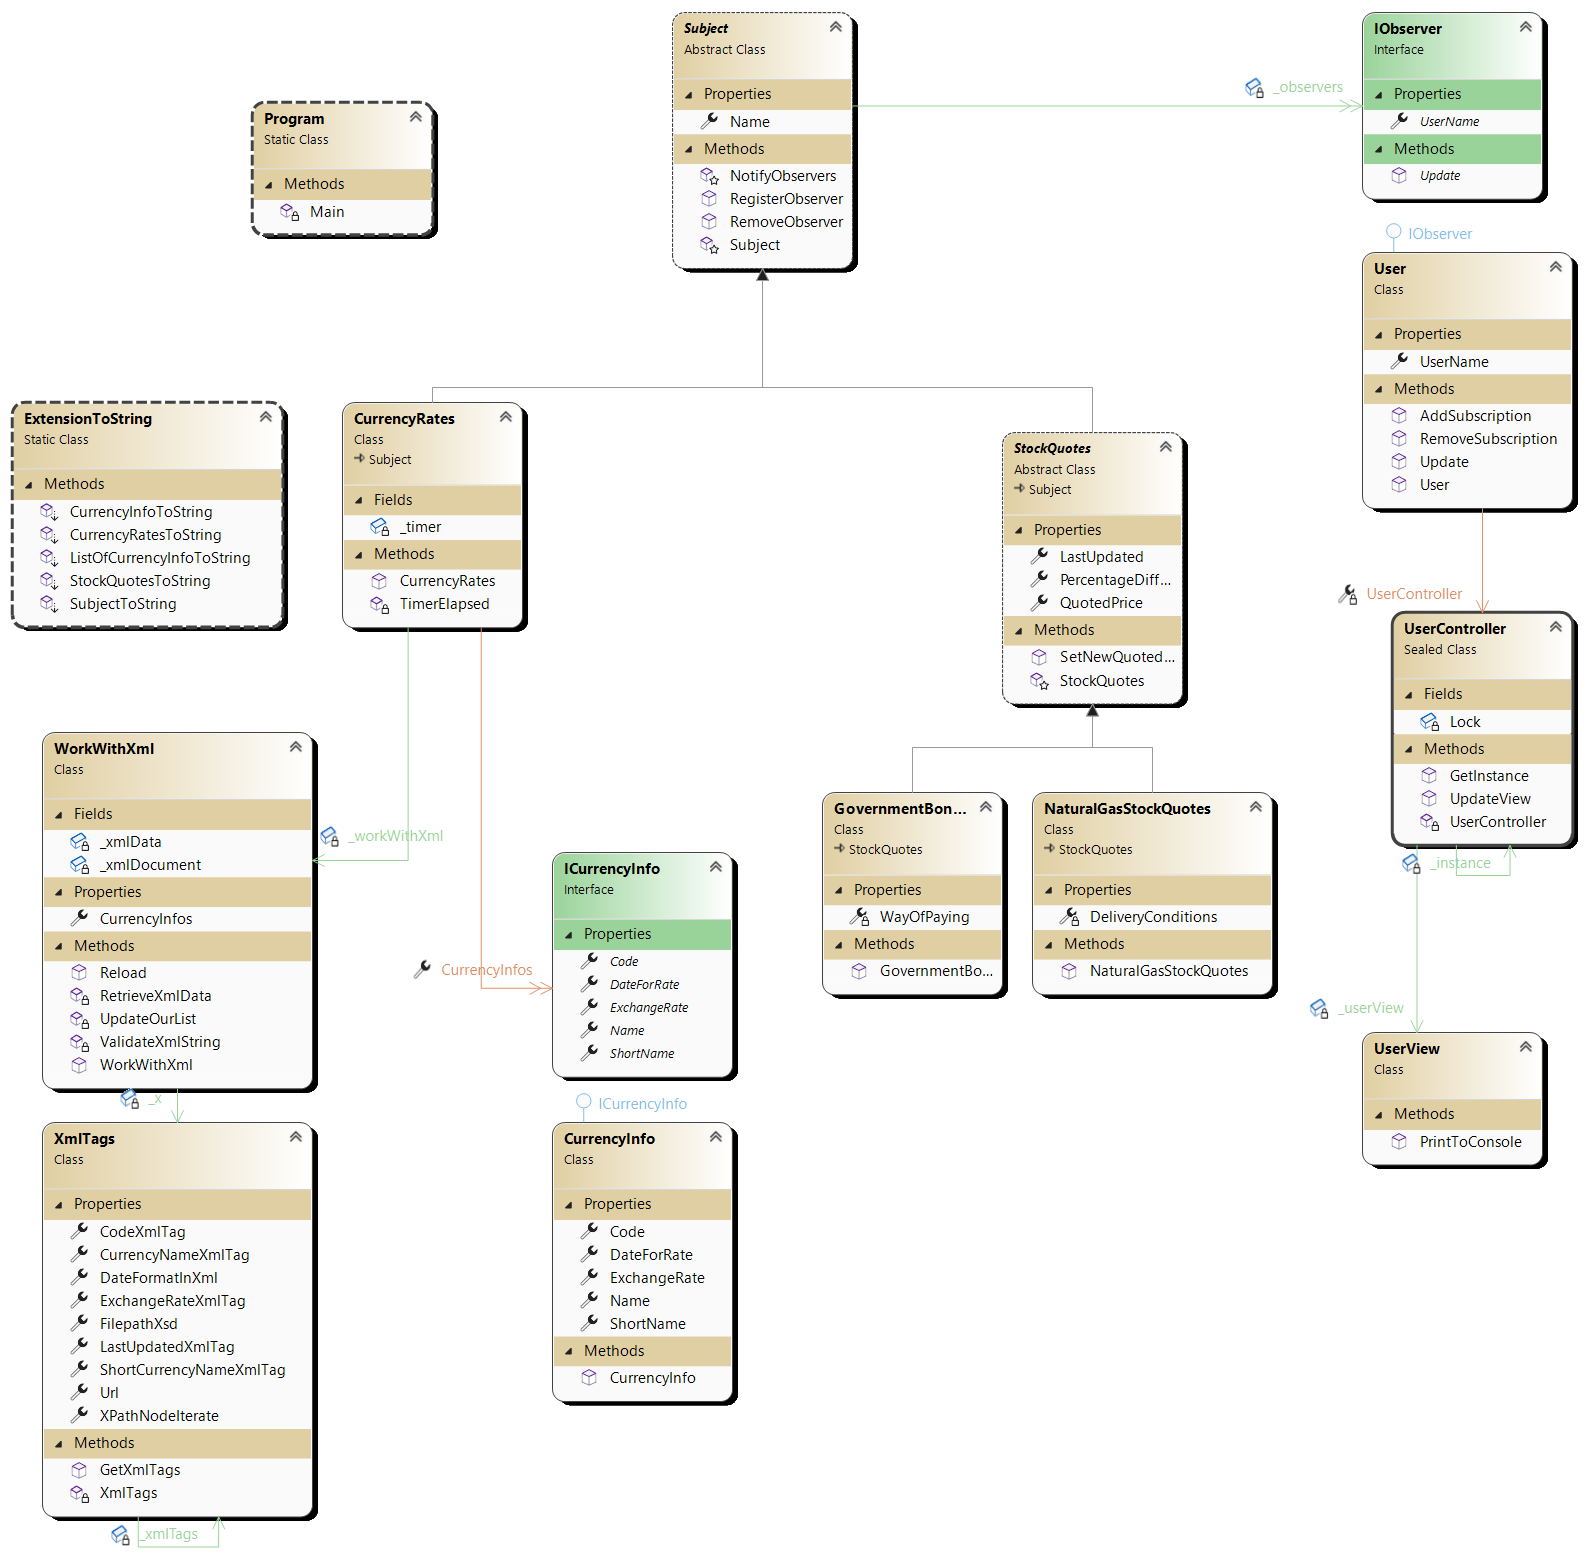 Subject
Abstract Class
Properties
Name
Methods
NotifyObservers
RegisterObserver
RemoveObserver
Subject
_observers
IObserver
Interface
Properties
UserName
Methods
Update
Program
Static Class
Methods
Main
IObserver
User
Class
Properties
UserName
Methods
AddSubscription
RemoveSubscription
Update
User
ExtensionToString
Static Class
Methods
CurrencyInfoToString
CurrencyRatesToString
ListOfCurrencyInfoToString
StockQuotesToString
SubjectToString
CurrencyRates
Class
Subject
Fields
_timer
Methods
CurrencyRates
TimerElapsed
StockQuotes
Abstract Class
Subject
Properties
LastUpdated
PercentageDiff...
QuotedPrice
Methods
SetNewQuoted...
StockQuotes
UserController
UserController
Sealed Class
Fields
Lock
Methods
GetInstance
UpdateView
UserController
_instance
WorkWithXml
Class
Fields
_xmlData
_xmlDocument
Properties
CurrencyInfos
Methods
Reload
RetrieveXmlData
UpdateOurList
ValidateXmlString
WorkWithXml
_workWithXml
_x
ICurrencyInfo
Interface
Properties
Code
DateForRate
ExchangeRate
Name
ShortName
CurrencyInfos
GovernmentBon...
Class
StockQuotes
Properties
WayOfPaying
Methods
GovernmentBo...
NaturalGasStockQuotes
Class
StockQuotes
Properties
DeliveryConditions
Methods
NaturalGasStockQuotes
_userView
UserView
Class
Methods
PrintToConsole
XmlTags
Class
Properties
CodeXmlTag
CurrencyNameXmlTag
DateFormatInXml
ExchangeRateXmlTag
FilepathXsd
LastUpdatedXmlTag
ShortCurrencyNameXmlTag
Url
XPathNodeIterate
Methods
GetXmlTags
XmlTags
_xmlTags
ICurrencyInfo
CurrencyInfo
Class
Properties
Code
DateForRate
ExchangeRate
Name
ShortName
Methods
CurrencyInfo